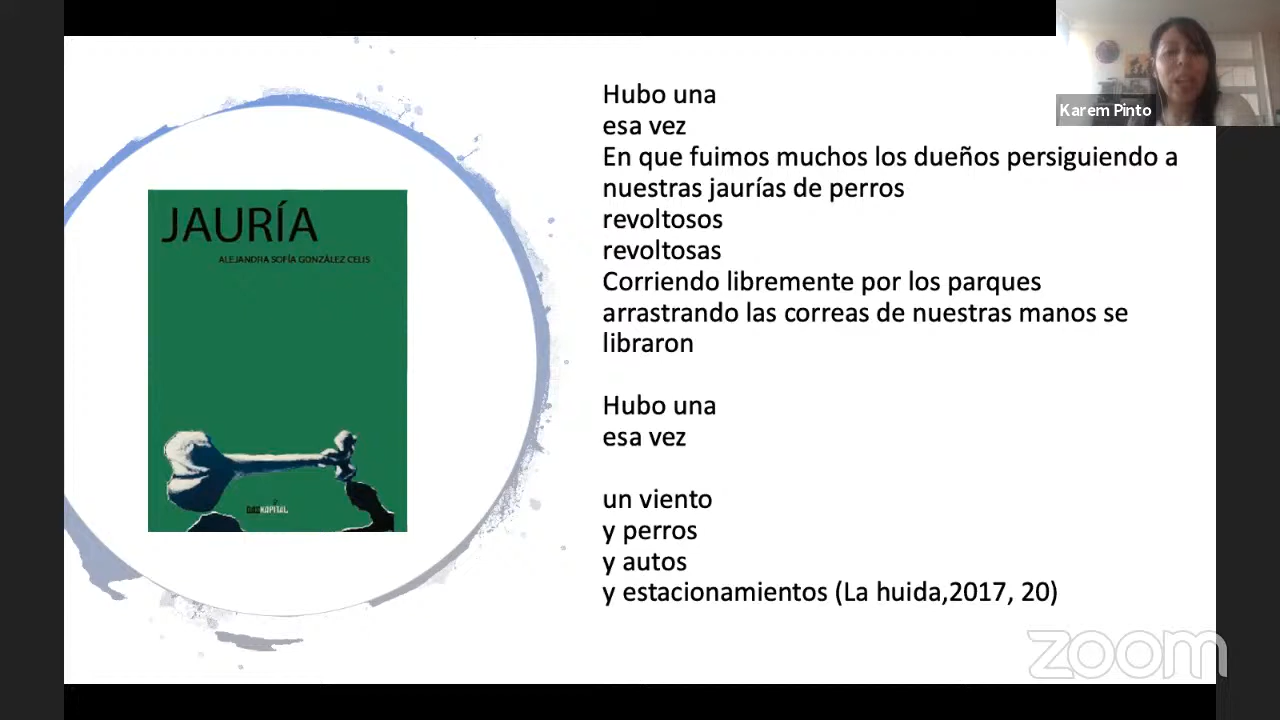 Hubo una
esa vez
En que fuimos muchos los dueños persiguiendo a
nuestras jaurías de perros
revoltosos
revoltosas
Corriendo libremente por los parques
arrastrando las correas de nuestras manos se
libraron
Hubo una
esa vez
un viento
y perros
y autos
y estacionamientos (La huida,2017, 20)
JAURÍA
ALEJANDRA SOFÍA GONZÁLEZ CELIS
KAPITAL
Karem Pinto
zoom